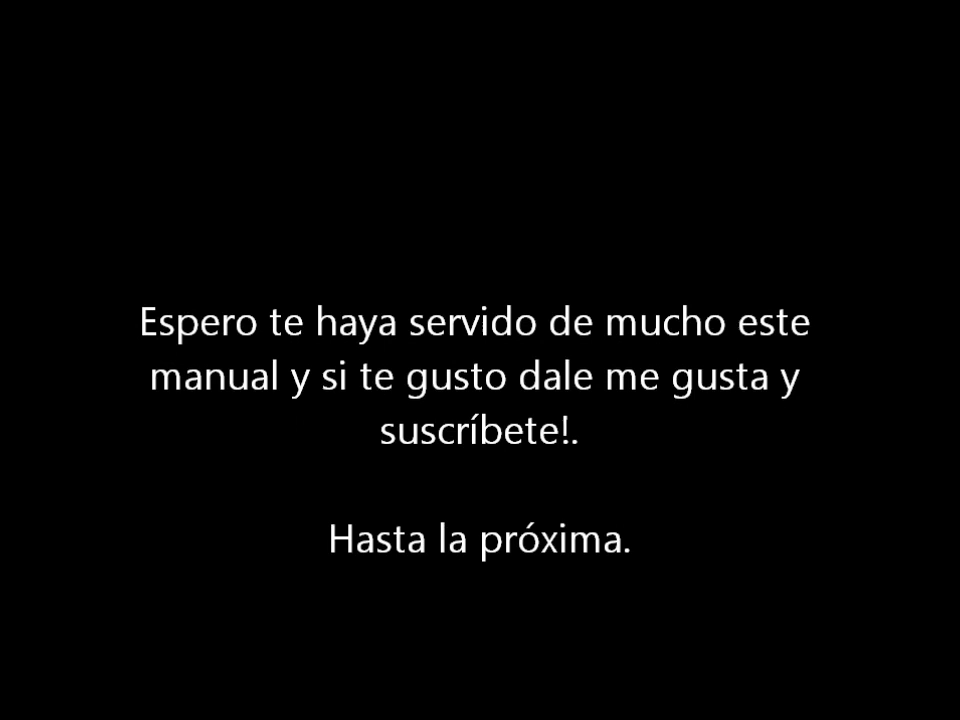 Espero te haya servido de mucho este
manual y si te gusto dale me gusta y
suscríbete!.
Hasta la próxima.